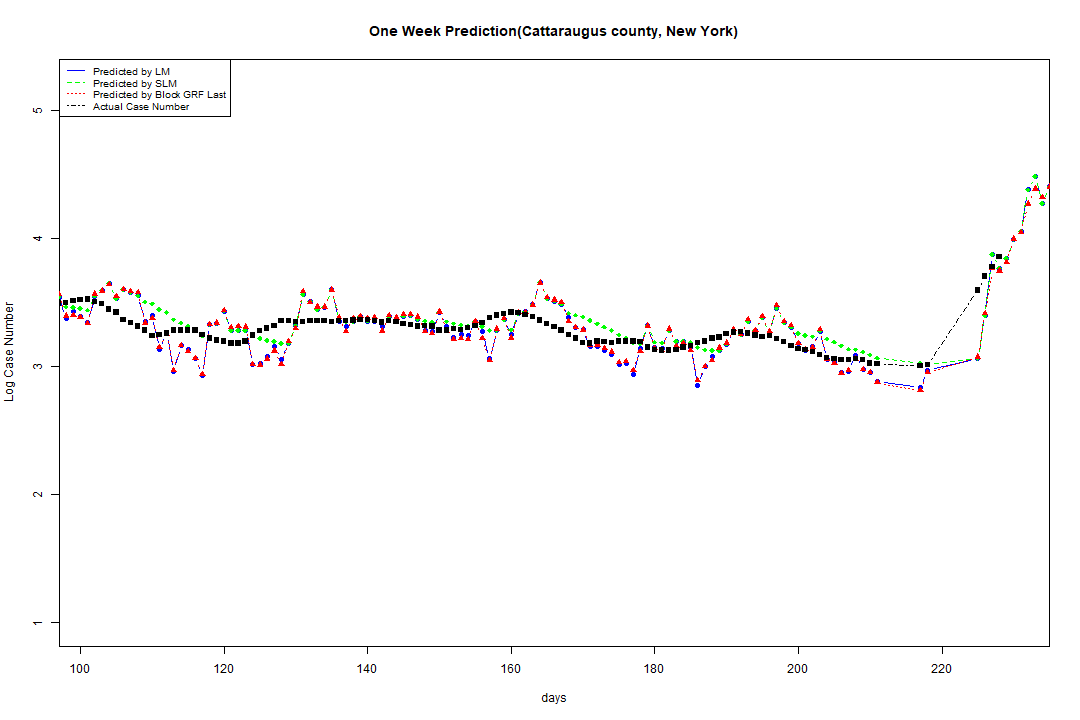 One Week Prediction(Cattaraugus county, New York)
Predicted by LM
Predicted by SLM
Predicted by Block GRF Last
Actual Case Number
5
4
3
2
1
Log Case Number
100 120 140 160 180 200 220
days